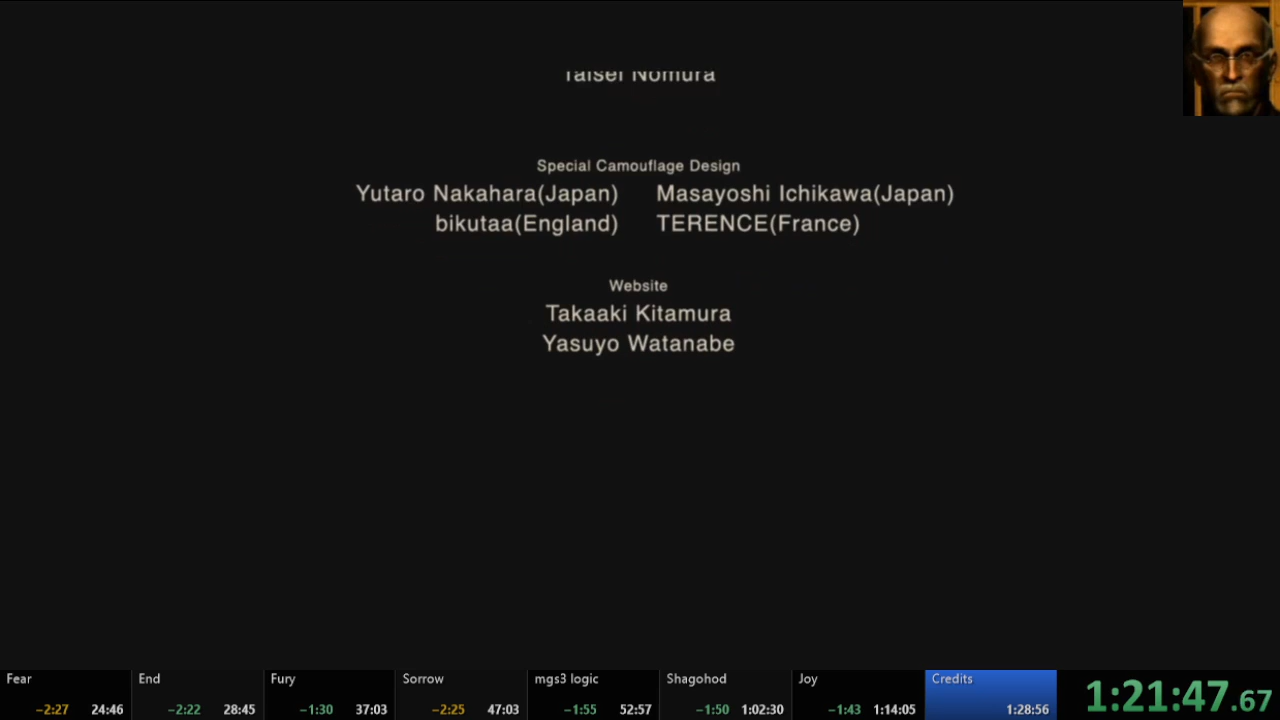 Taisei Nomura
Special Camouflage Design
Yutaro Nakahara(Japan) Masayoshi Ichikawa(Japan)
bikutaa(England) TERENCE(France)
Website
Takaaki Kitamura
Yasuyo Watanabe
Fear End Fury Sorrow mgs3 logic Shagohod Joy Credits
−2:27 24:46 −2:22 28:45 −1:30 37:03 −2:25 47:03 −1:55 52:57 −1:50 1:02:30 −1:43 1:14:05 1:28:56
1:21:47.67